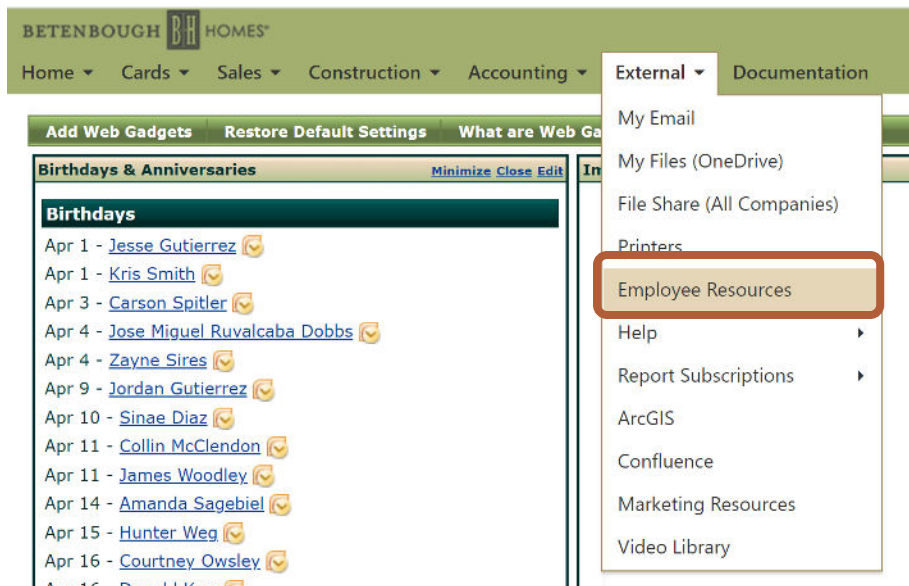 BETENBOUGH BH HOMES®
Home Cards Sales Construction Accounting External Documentation
Add Web Gadgets Restore Default Settings What are Web Ga
Birthdays & Anniversaries Minimize Close Edit
Birthdays
Apr 1 - Jesse Gutierrez
Apr 1 - Kris Smith
Apr 3 - Carson Spitler
Apr 4 - Jose Miguel Ruvalcaba Dobbs
Apr 4 - Zayne Sires
Apr 9 - Jordan Gutierrez
Apr 10 - Sinae Diaz
Apr 11 - Collin McClendon
Apr 11 - James Woodley
Apr 14 - Amanda Sagebiel
Apr 15 - Hunter Weg
Apr 16 - Courtney Owsley
My Email
My Files (OneDrive)
File Share (All Companies)
Printers
Employee Resources
Help
Report Subscriptions
ArcGIS
Confluence
Marketing Resources
Video Library